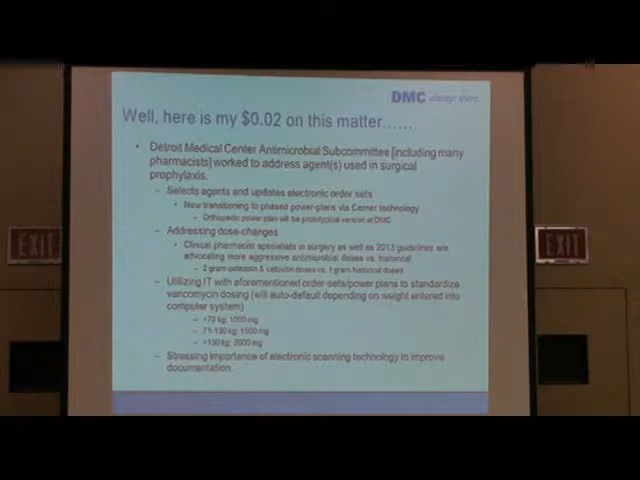 DMC always there
Well, here is my $0.02 on this matter……
• Detroit Medical Center Antimicrobial Subcommittee [including many
pharmacists] worked to address agent(s) used in surgical
prophylaxis.
– Selects agents and updates electronic order sets
• Now transitioning to phased power-plans via Cerner technology
– Orthopedic power plan will be prototypical version at DMC
– Addressing dose-changes
• Clinical pharmacist specialists in surgery as well as 2013 guidelines are
advocating more aggressive antimicrobial doses vs. historical
– 2 gram cefazolin & cefoxitin doses vs. 1 gram historical doses
– Utilizing IT with aforementioned order-sets/power plans to standardize
vancomycin dosing (will auto-default depending on weight entered into
computer system)
– <70 kg: 1000 mg
– 71-130 kg: 1500 mg
– >130 kg: 2000 mg
– Stressing importance of electronic scanning technology to improve
documentation
EXIT
EXIT